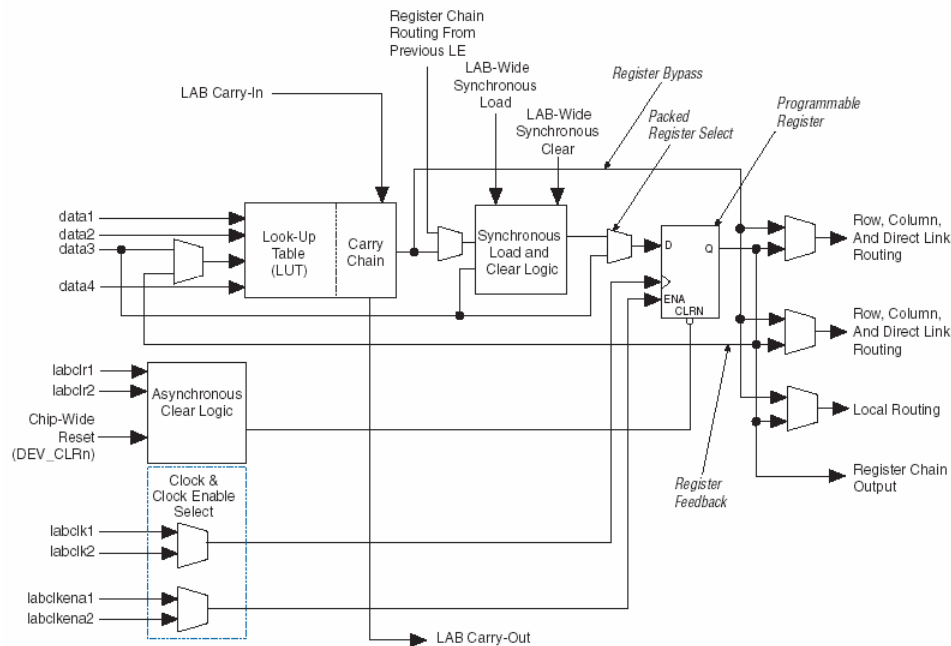 Register Chain
Routing From
Previous LE
LAB-Wide
Synchronous
Load
Register Bypass
Programmable
Register
LAB Carry-In
LAB-Wide
Synchronous
Clear
Packed
Register Select
data1
data2
data3
data4
Look-Up
Table
(LUT)
Carry
Chain
Synchronous
Load and
Clear Logic
D
Q
ENA
CLRN
Row, Column,
And Direct Link
Routing
Row, Column,
And Direct Link
Routing
labclr1
labclr2
Chip-Wide
Reset
(DEV_CLRn)
Asynchronous
Clear Logic
Local Routing
Register
Feedback
Register Chain
Output
Clock &
Clock Enable
Select
labclk1
labclk2
labclkena1
labclkena2
LAB Carry-Out